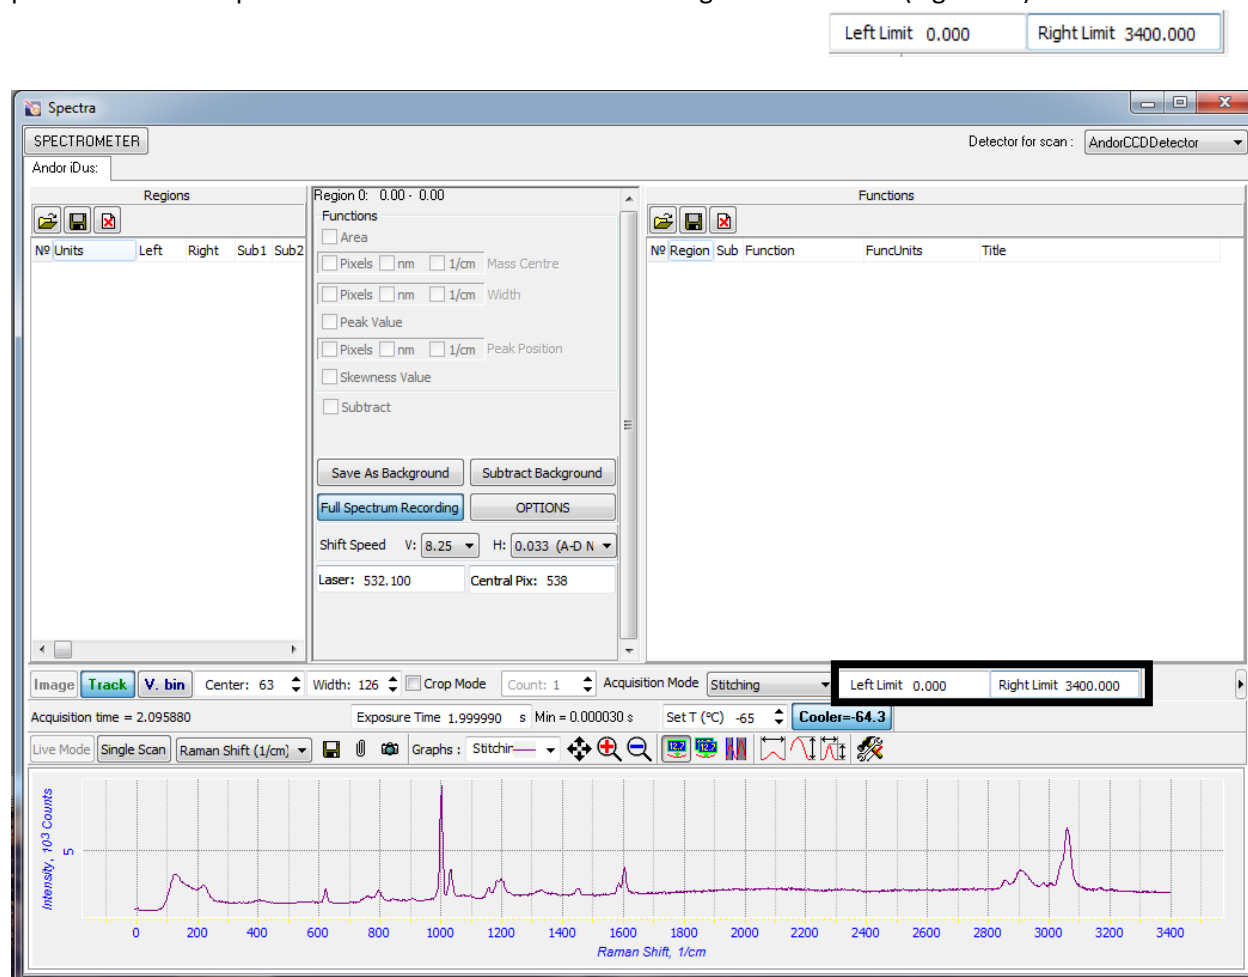 Left Limit 0.000 Right Limit 3400.000
Spectra
SPECTROMETER Detector for scan : AndorCCDDetector
Andor iDus:
Regions Region 0: 0.00 - 0.00 Functions
Functions
Area
Nº Units Left Right Sub1 Sub2 Nº Region Sub Function FuncUnits Title
Pixels nm 1/cm Mass Centre
Pixels nm 1/cm Width
Peak Value
Pixels nm 1/cm Peak Position
Skewness Value
Subtract
Save As Background Subtract Background
Full Spectrum Recording OPTIONS
Shift Speed V: 8.25 H: 0.033 (A-D N
Laser: 532.100 Central Pix: 538
Image Track V. bin Center: 63 Width: 126 Crop Mode Count: 1 Acquisition Mode Stitching Left Limit 0.000 Right Limit 3400.000
Acquisition time = 2.095880 Exposure Time 1.999990 s Min = 0.000030 s Set T (ºC) -65 Cooler=-64.3
Live Mode Single Scan Raman Shift (1/cm) Graphs : Stitchin 12.7 12.7
Intensity, 10³ Counts
5
0 200 400 600 800 1000 1200 1400 1600 1800 2000 2200 2400 2600 2800 3000 3200 3400
Raman Shift, 1/cm